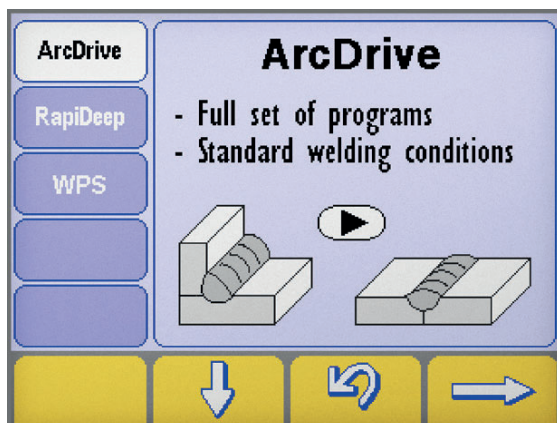 ArcDrive
RapiDeep
WPS
ArcDrive
- Full set of programs
- Standard welding conditions